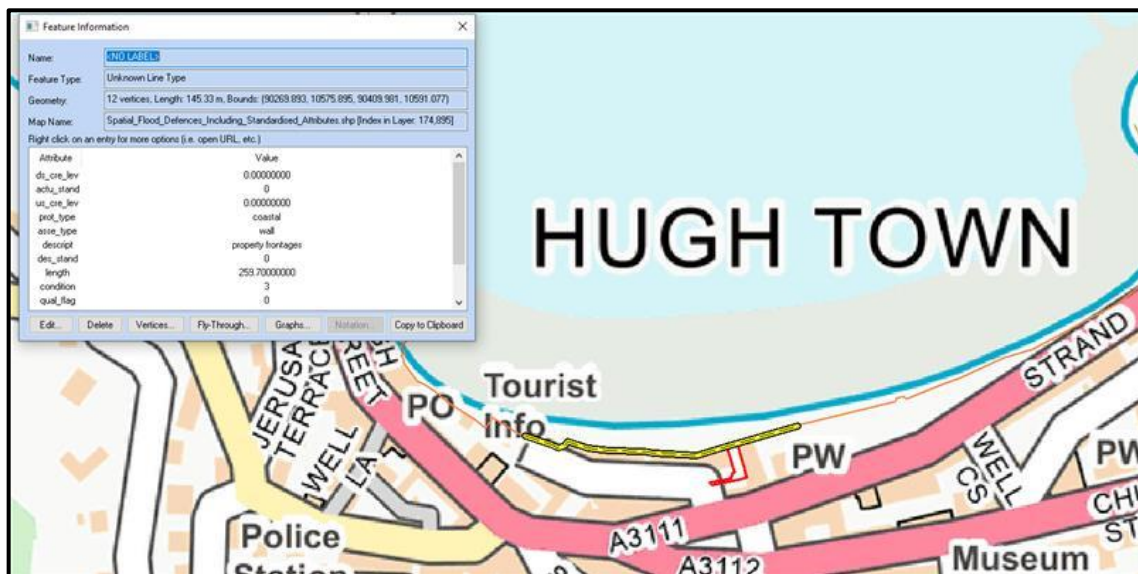 Feature Information
Name: <NO LABEL>
Feature Type: Unknown Line Type
Geometry: 12 vertices, Length: 145.33 m, Bounds: (90269.893, 10575.895, 90409.981, 10591.077)
Map Name: Spatial_Flood_Defences_Including_Standardised_Attributes.shp [Index in Layer: 174,895]
Right click on an entry for more options (i.e. open URL, etc.)
Attribute Value
ds_cre_lev 0.00000000
actu_stand 0
us_cre_lev 0.00000000
prot_type coastal
asse_type wall
descript property frontages
des_stand 0
length 259.70000000
condition 3
qual_flag 0
Edit... Delete Vertices... Fly-Through... Graphs... Notation... Copy to Clipboard
HUGH TOWN
STRAND
Tourist
Info
PO
JERUSA
TERRACE
GH
REET
WELL
LA
PW
WELL
CS
PW
A3111
CHU
ST
Police
Station
A3112
Museum